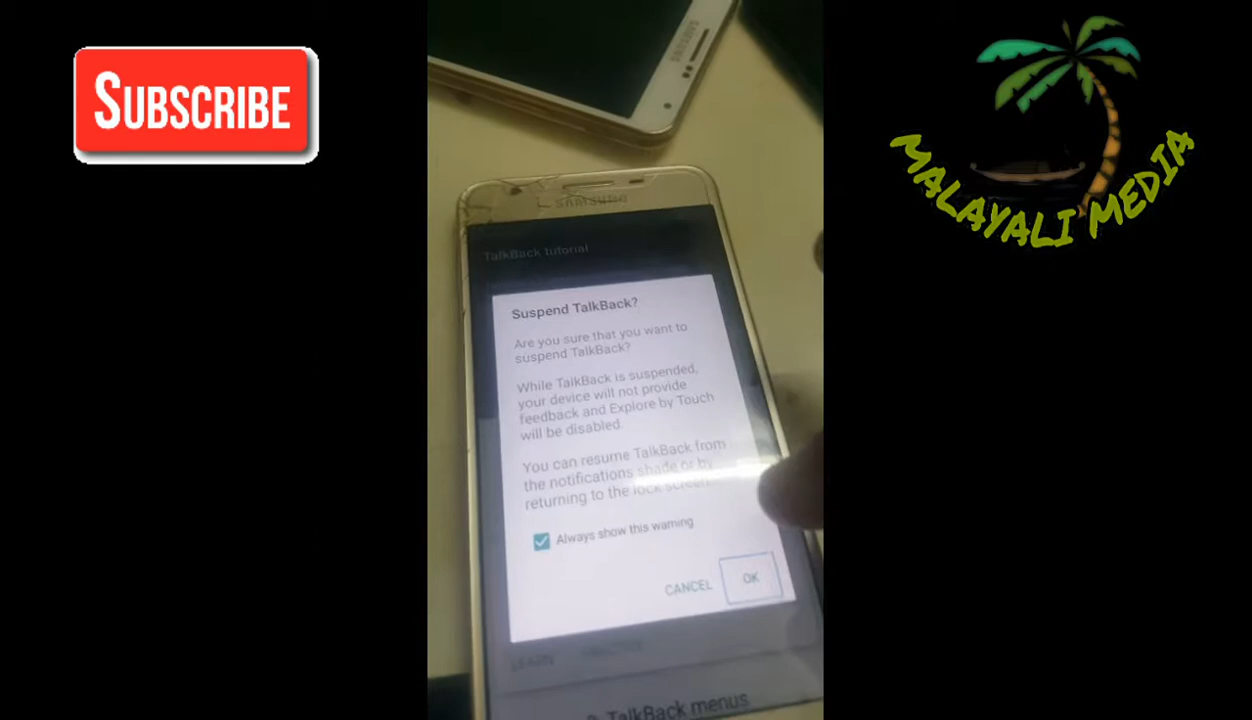 SUBSCRIBE
MALAYALI MEDIA
SAMSUNG
SAMSUNG
TalkBack tutorial
Suspend TalkBack?
Are you sure that you want to
suspend TalkBack?
While TalkBack is suspended,
your device will not provide
feedback and Explore by Touch
will be disabled.
You can resume TalkBack from
the notifications shade or by
returning to the lock screen.
Always show this warning
CANCEL
OK
LEARN
PRACTICE
TalkBack menus